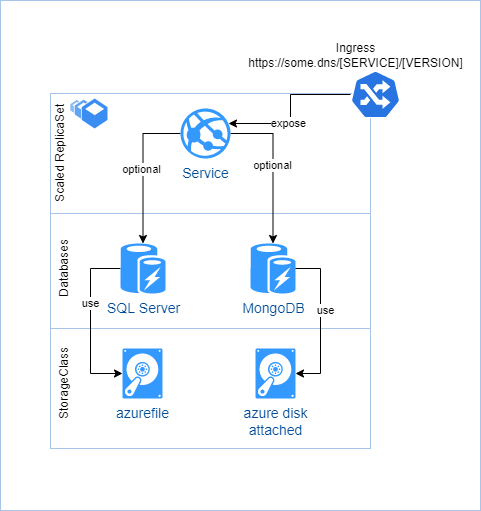 Ingress
https://some.dns/[SERVICE]/[VERSION]
Scaled ReplicaSet
expose
Service
optional
optional
Databases
SQL Server
MongoDB
use
use
StorageClass
azurefile
azure disk
attached